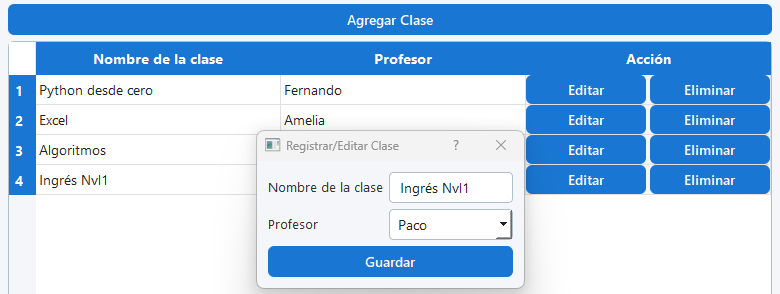 Agregar Clase
Nombre de la clase Profesor Acción
1 Python desde cero Fernando Editar Eliminar
2 Excel Amelia Editar Eliminar
3 Algoritmos Editar Eliminar
4 Ingrés Nvl1 Editar Eliminar
Registrar/Editar Clase ?
Nombre de la clase Ingrés Nvl1
Profesor Paco
Guardar